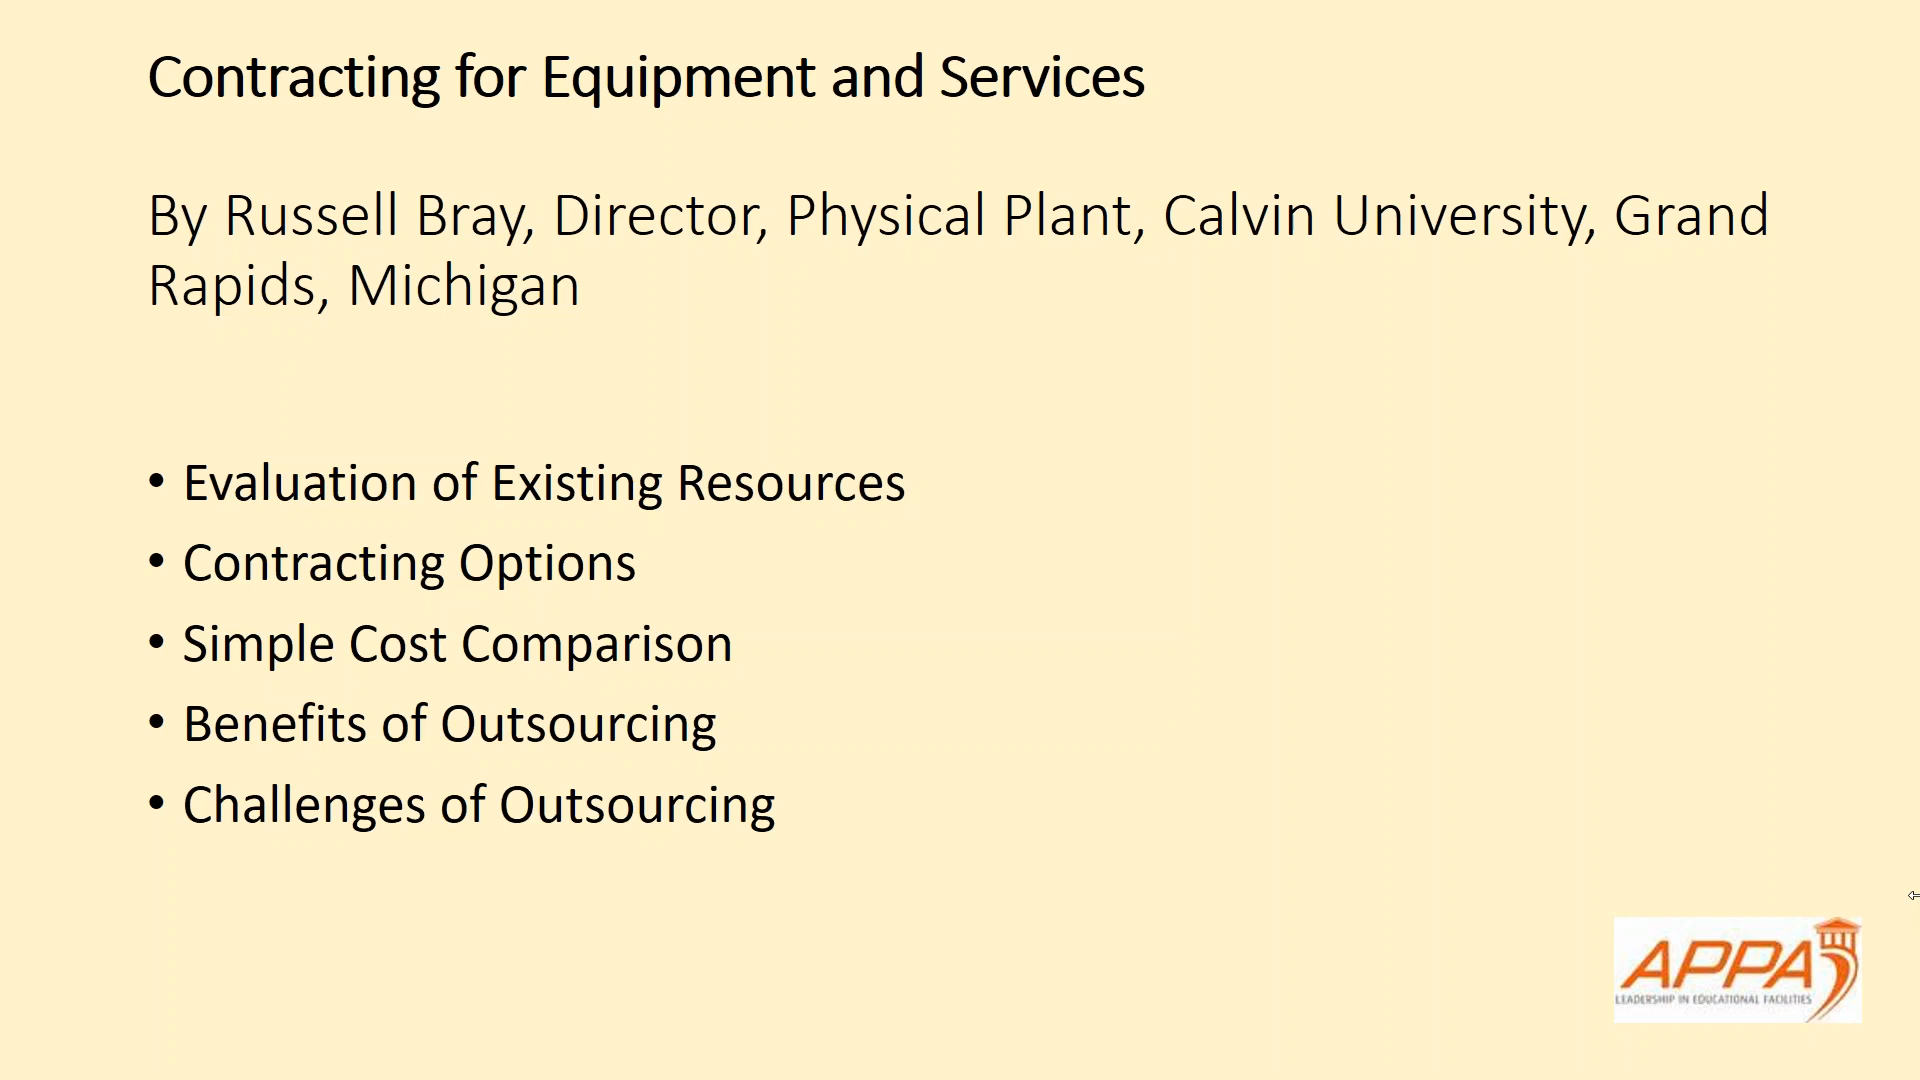 Contracting for Equipment and Services
By Russell Bray, Director, Physical Plant, Calvin University, Grand
Rapids, Michigan
• Evaluation of Existing Resources
• Contracting Options
• Simple Cost Comparison
• Benefits of Outsourcing
• Challenges of Outsourcing
APPA
LEADERSHIP IN EDUCATIONAL FACILITIES